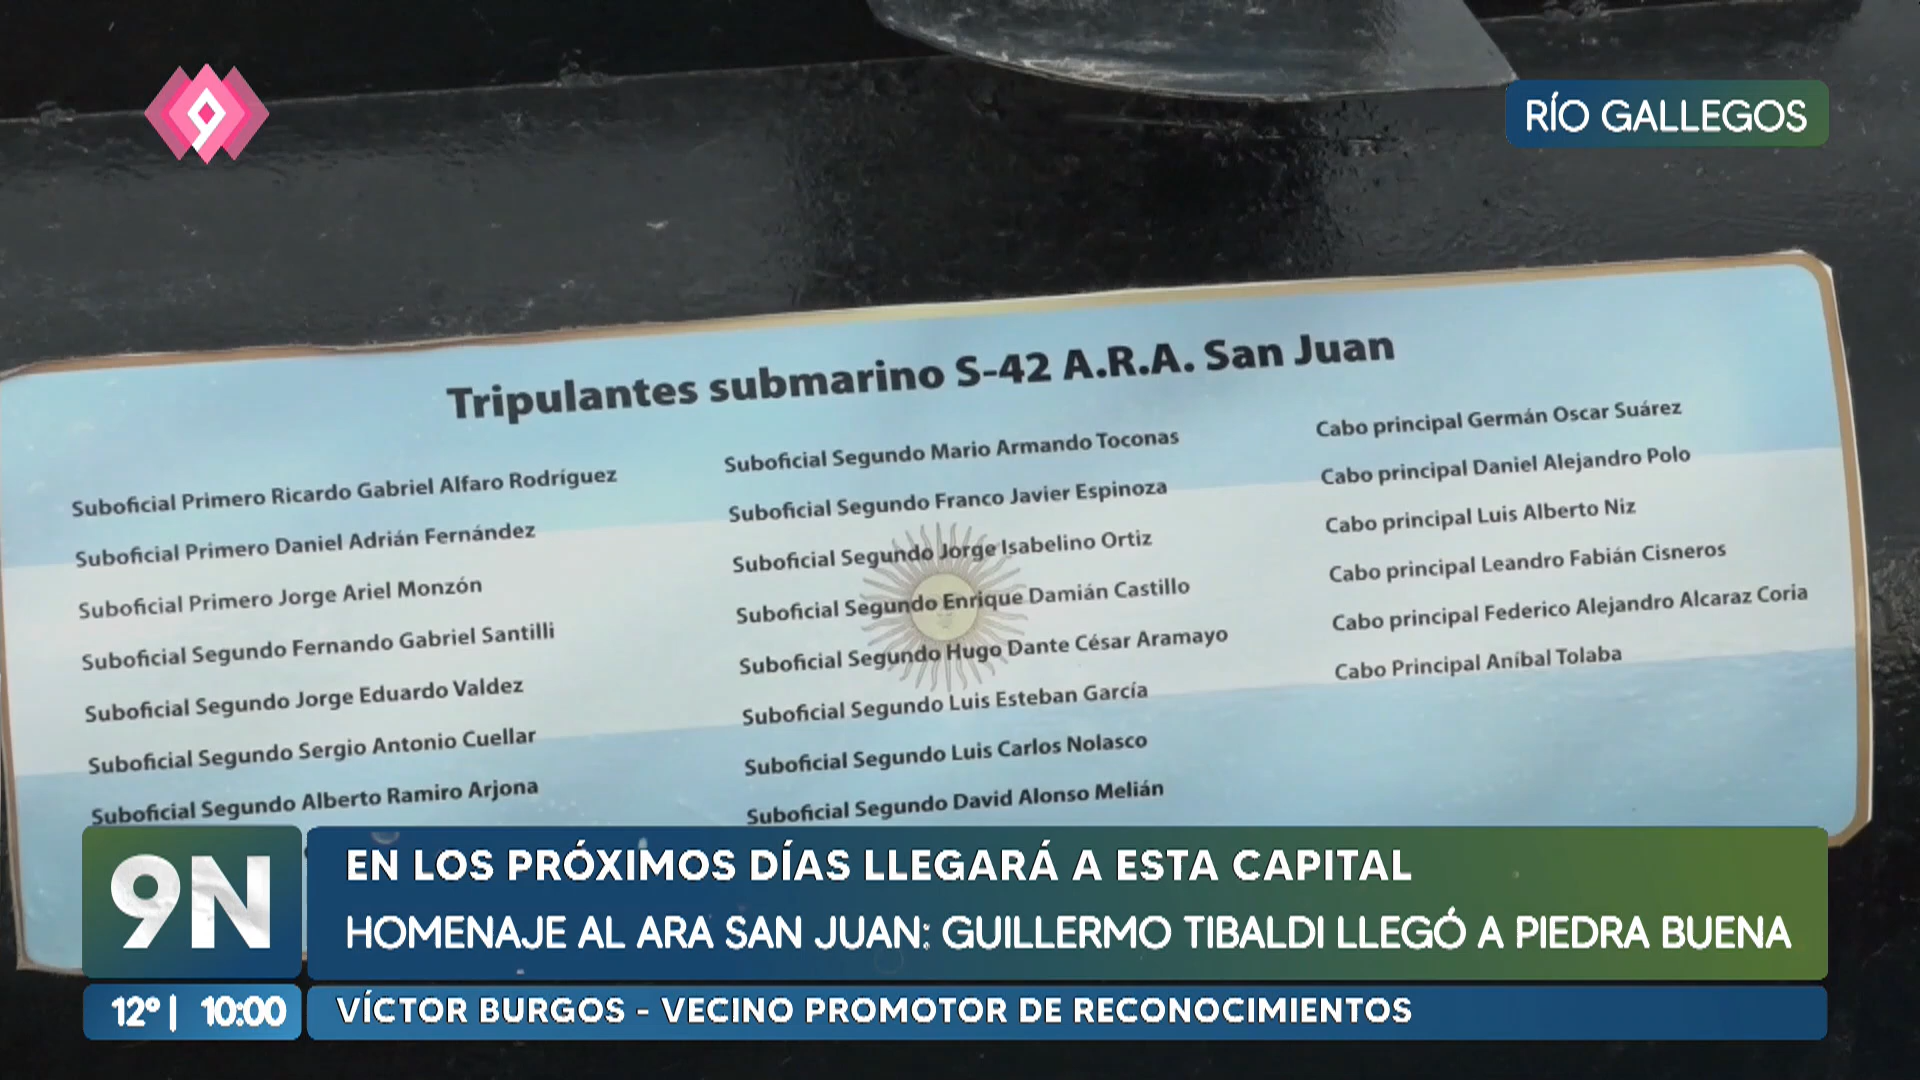 9
RÍO GALLEGOS
Tripulantes submarino S-42 A.R.A. San Juan
Suboficial Primero Ricardo Gabriel Alfaro Rodríguez
Suboficial Primero Daniel Adrián Fernández
Suboficial Primero Jorge Ariel Monzón
Suboficial Segundo Fernando Gabriel Santilli
Suboficial Segundo Jorge Eduardo Valdez
Suboficial Segundo Sergio Antonio Cuellar
Suboficial Segundo Alberto Ramiro Arjona
Suboficial Segundo Mario Armando Toconas
Suboficial Segundo Franco Javier Espinoza
Suboficial Segundo Jorge Isabelino Ortiz
Suboficial Segundo Enrique Damián Castillo
Suboficial Segundo Hugo Dante César Aramayo
Suboficial Segundo Luis Esteban García
Suboficial Segundo Luis Carlos Nolasco
Suboficial Segundo David Alonso Melián
Cabo principal Germán Oscar Suárez
Cabo principal Daniel Alejandro Polo
Cabo principal Luis Alberto Niz
Cabo principal Leandro Fabián Cisneros
Cabo principal Federico Alejandro Alcaraz Coria
Cabo Principal Aníbal Tolaba
9N
EN LOS PRÓXIMOS DÍAS LLEGARÁ A ESTA CAPITAL
HOMENAJE AL ARA SAN JUAN: GUILLERMO TIBALDI LLEGÓ A PIEDRA BUENA
12° | 10:00
VÍCTOR BURGOS - VECINO PROMOTOR DE RECONOCIMIENTOS